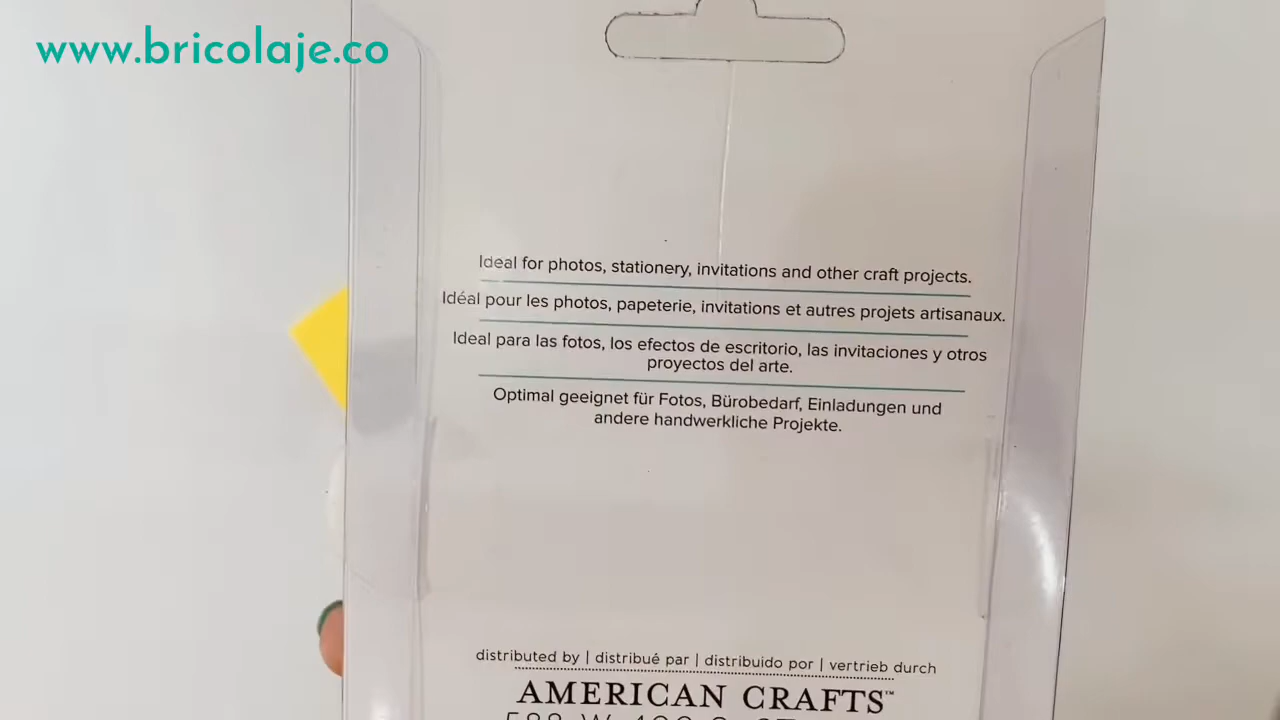 www.bricolaje.co
Ideal for photos, stationery, invitations and other craft projects.
Idéal pour les photos, papeterie, invitations et autres projets artisanaux.
Ideal para las fotos, los efectos de escritorio, las invitaciones y otros
proyectos del arte.
Optimal geeignet für Fotos, Bürobedarf, Einladungen und
andere handwerkliche Projekte.
distributed by | distribué par | distribuido por | vertrieb durch
AMERICAN CRAFTS™